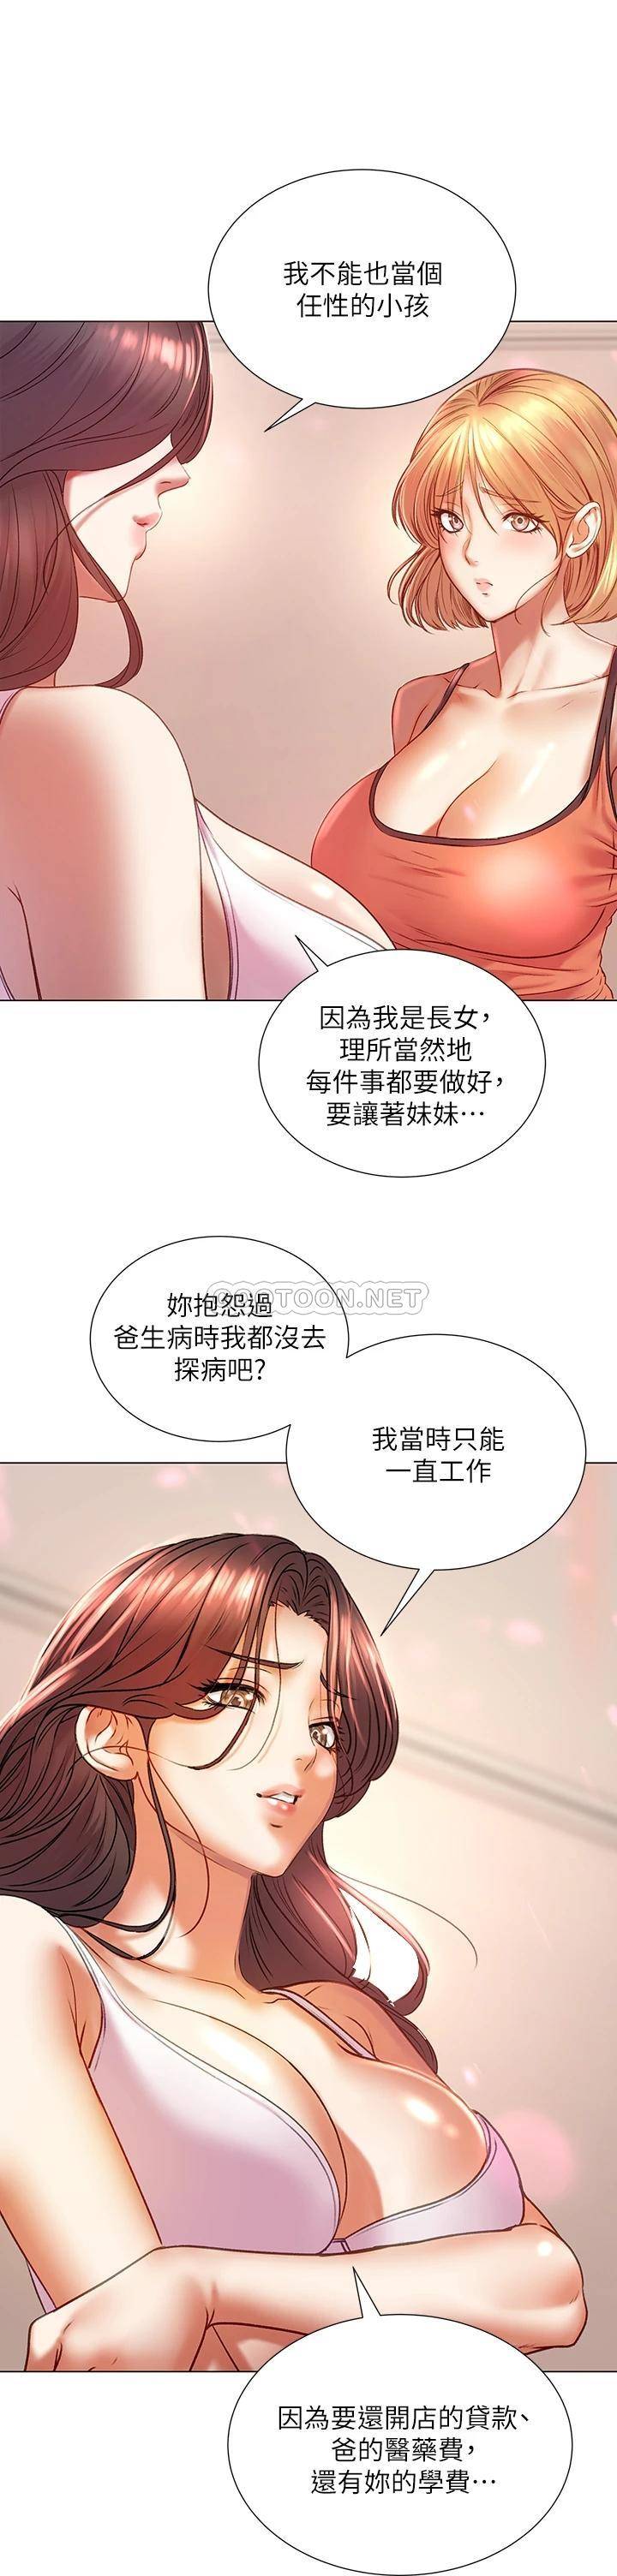 我不能也當個
任性的小孩
因為我是長女，
理所當然地
每件事都要做好，
要讓著妹妹⋯
妳抱怨過
爸生病時我都沒去
探病吧?
我當時只能
一直工作
因為要還開店的貸款、
爸的醫藥費，
還有妳的學費⋯